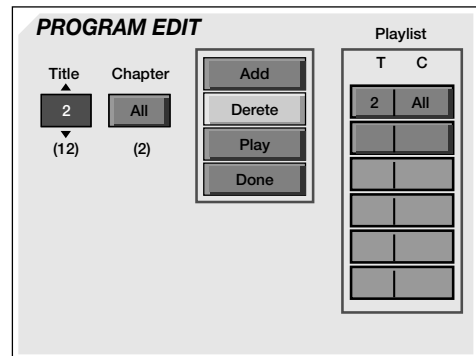 PROGRAM EDIT
Playlist
Title Chapter
T C
2 All
(12) (2)
Add
Derete
Play
Done
2 All